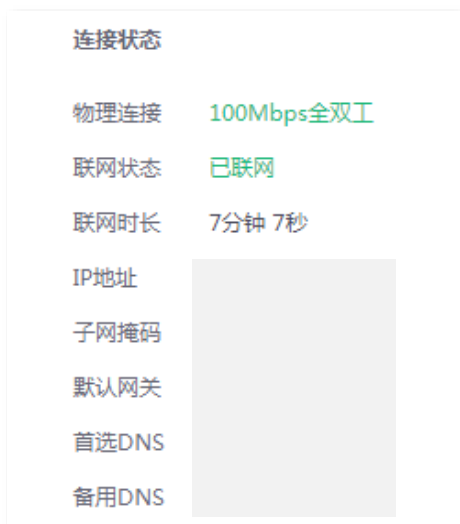 连接状态
物理连接 100Mbps全双工
联网状态 已联网
联网时长 7分钟 7秒
IP地址
子网掩码
默认网关
首选DNS
备用DNS